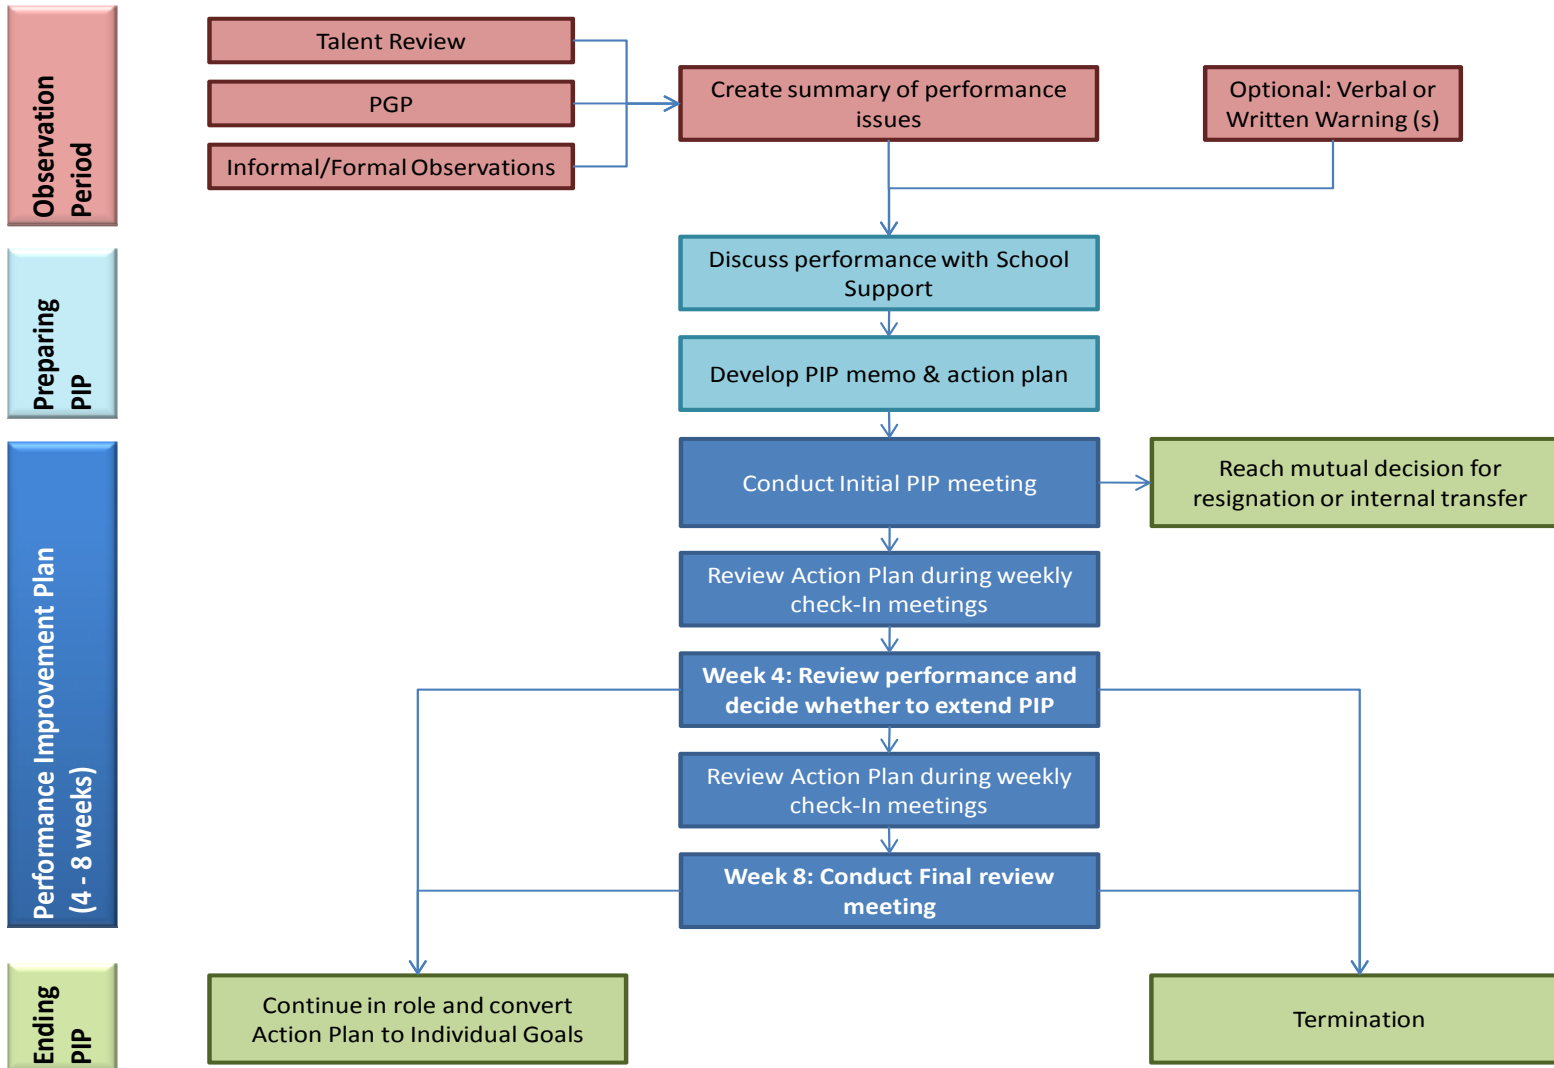 Observation
Period
Talent Review
PGP
Informal/Formal Observations
Create summary of performance
issues
Optional: Verbal or
Written Warning (s)
Preparing
PIP
Discuss performance with School
Support
Develop PIP memo & action plan
Performance Improvement Plan
(4 - 8 weeks)
Conduct Initial PIP meeting
Reach mutual decision for
resignation or internal transfer
Review Action Plan during weekly
check-In meetings
Week 4: Review performance and
decide whether to extend PIP
Review Action Plan during weekly
check-In meetings
Week 8: Conduct Final review
meeting
Ending
PIP
Continue in role and convert
Action Plan to Individual Goals
Termination